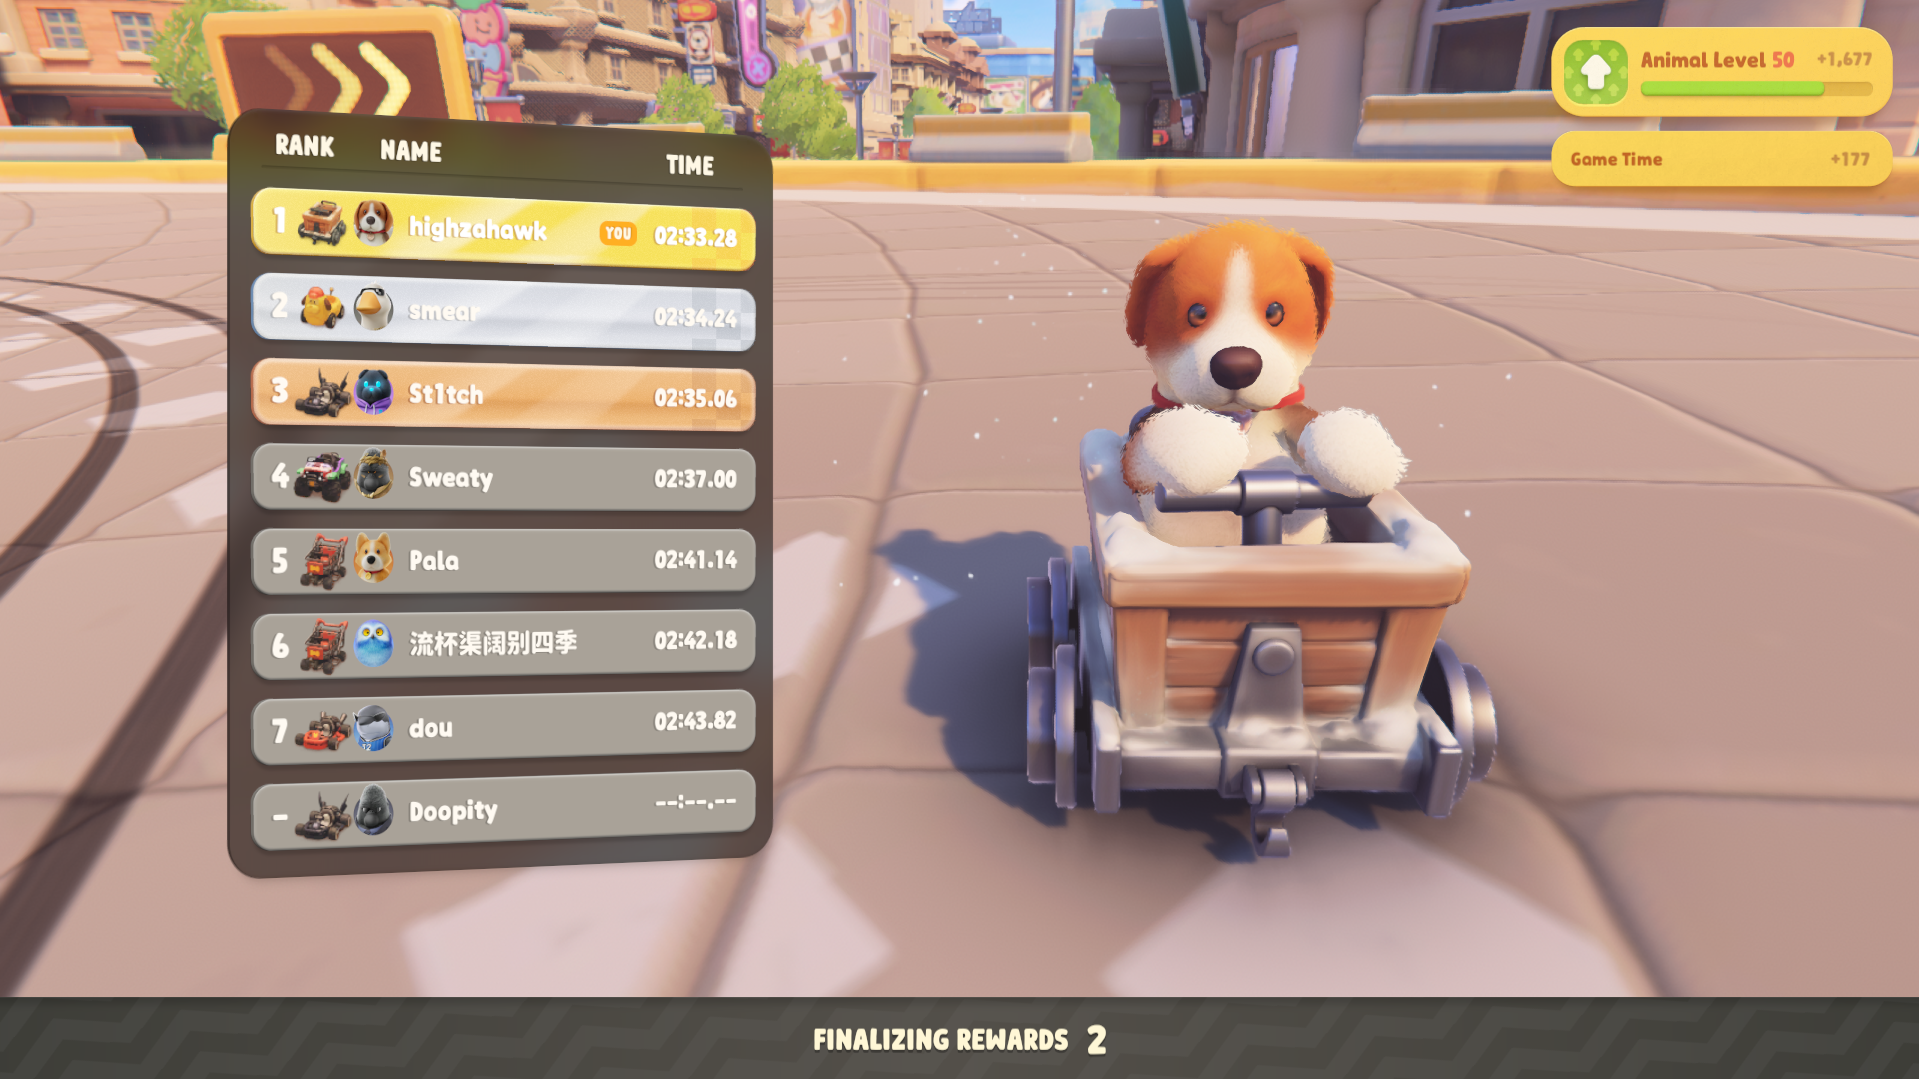 RANK NAME TIME
1 highzahawk YOU 02:33.28
2 smear 02:34.24
3 St1tch 02:35.06
4 Sweaty 02:37.00
5 Pala 02:41.14
6 流杯渠阔别四季 02:42.18
7 dou 02:43.82
- Doopity --:--.--
Animal Level 50 +1,677
Game Time +177
FINALIZING REWARDS 2